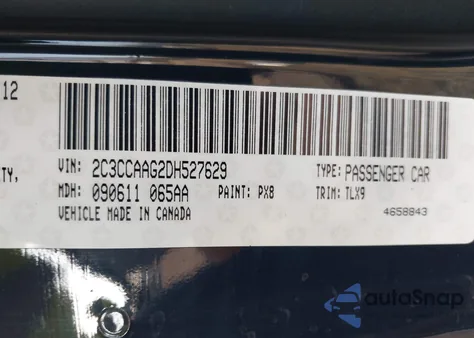 12
VIN: 2C3CCAAG2DH527629 TYPE: PASSENGER CAR
ITY, MDH: 090611 065AA PAINT: PX8 TRIM: TLX9
VEHICLE MADE IN CANADA 4658843
autoSnap